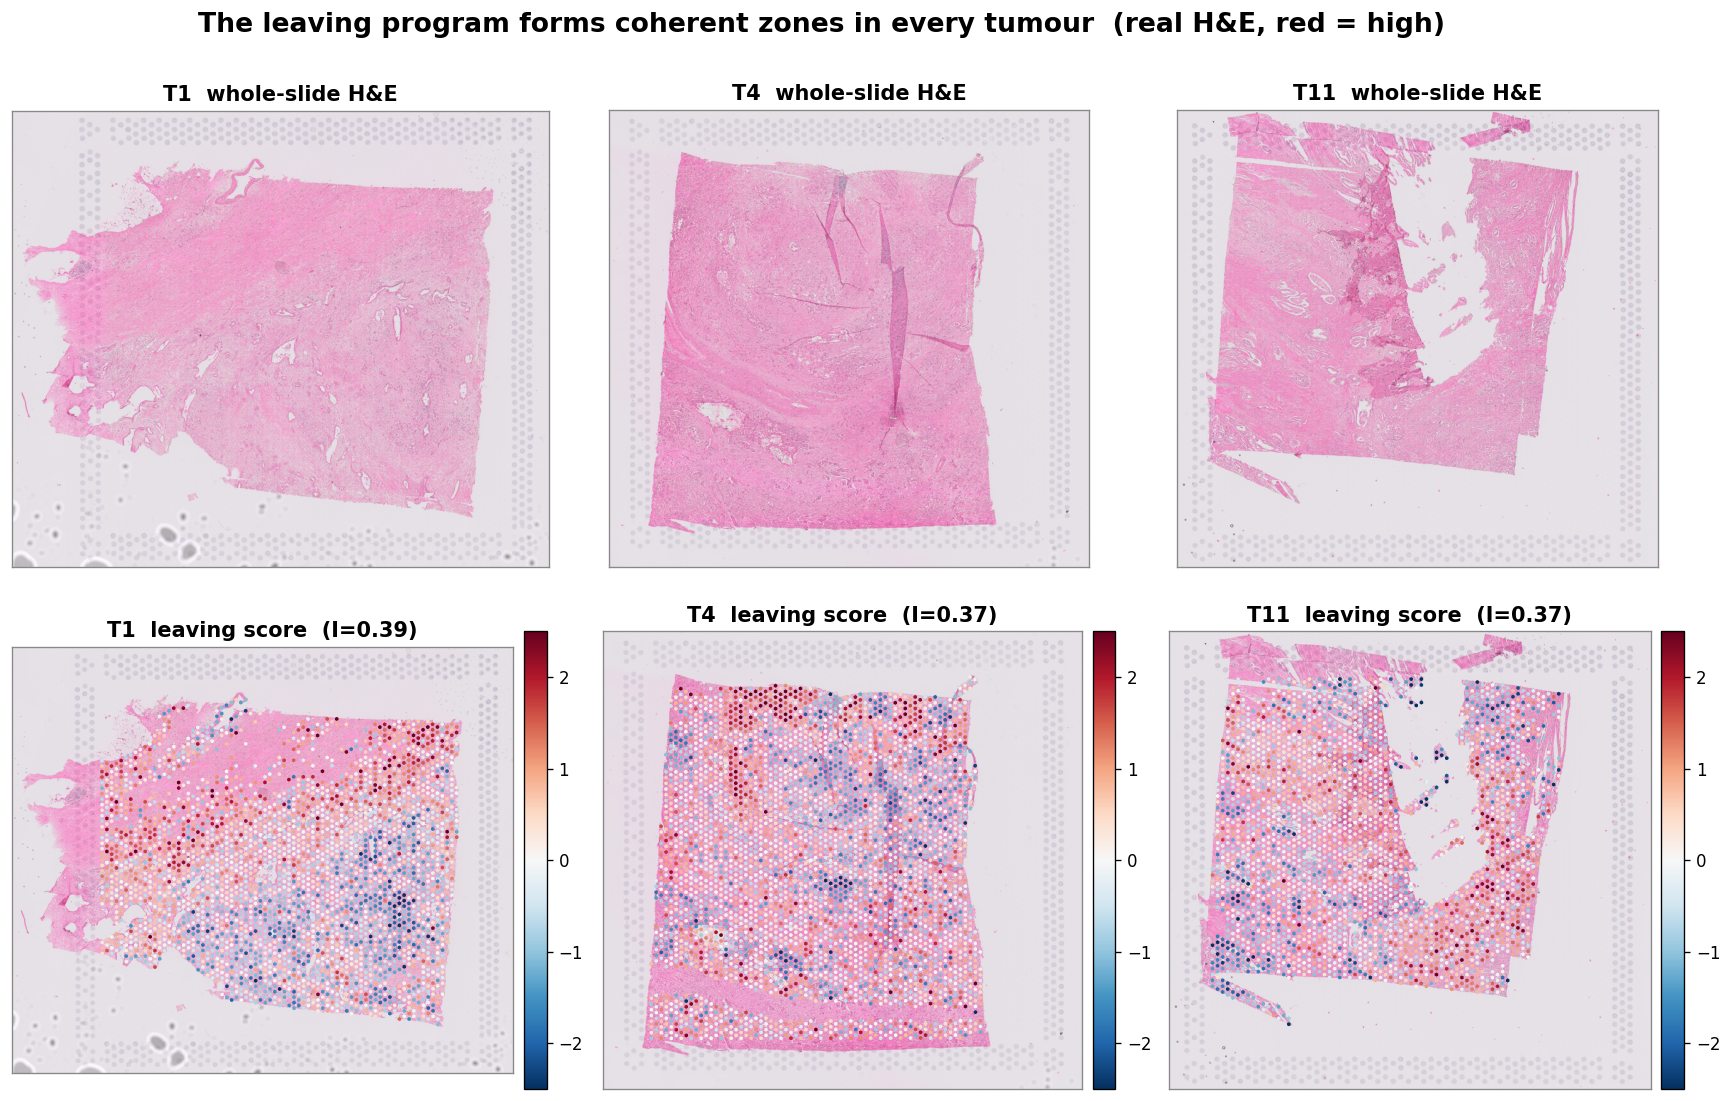 The leaving program forms coherent zones in every tumour  (real H&E, red = high)
T1  whole-slide H&E
T4  whole-slide H&E
T11  whole-slide H&E
T1  leaving score  (I=0.39)
T4  leaving score  (I=0.37)
T11  leaving score  (I=0.37)
2
1
0
−1
−2
2
1
0
−1
−2
2
1
0
−1
−2